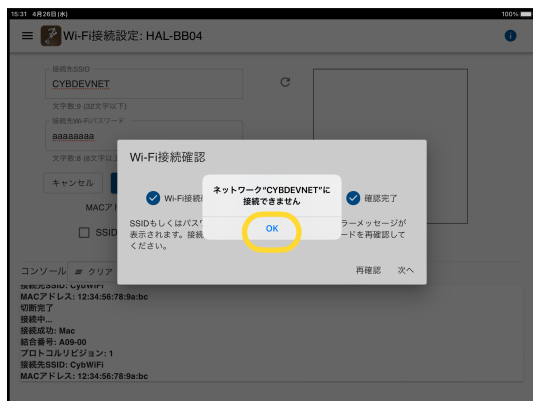 15:31 4月26日(水)
100%
Wi-Fi接続設定: HAL-BB04
接続先SSID
CYBDEVNET
文字数:9 (32文字以下)
接続先Wi-Fiパスワード
aaaaaaaa
文字数:8 (8文字以上
キャンセル
MACア
SSID
Wi-Fi接続確認
Wi-Fi接続
確認完了
ネットワーク"CYBDEVNET"に
接続できません
OK
SSIDもしくはパスワ
ラーメッセージが
表示されます。接続
ードを再確認して
ください。
再確認 次へ
コンソール クリア
接続先SSID: CybWiFi
MACアドレス: 12:34:56:78:9a:bc
切断完了
接続中...
接続成功: Mac
結合番号: A09-00
プロトコルリビジョン: 1
接続先SSID: CybWiFi
MACアドレス: 12:34:56:78:9a:bc